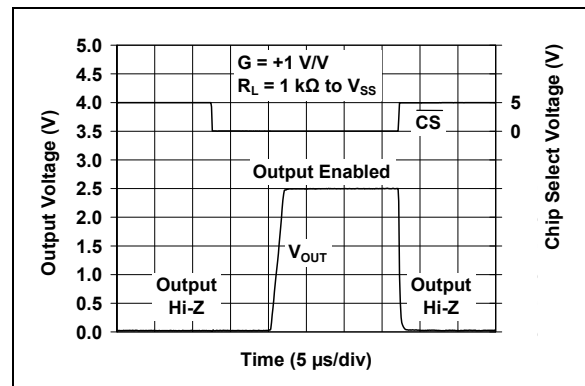 G = +1 V/V
R_L = 1 kΩ to V_SS
5.0
4.5
4.0
3.5
3.0
2.5
2.0
1.5
1.0
0.5
0.0
Output Voltage (V)
5
0
Chip Select Voltage (V)
C̅S̅
Output Enabled
V_OUT
Output
Hi-Z
Output
Hi-Z
Time (5 µs/div)